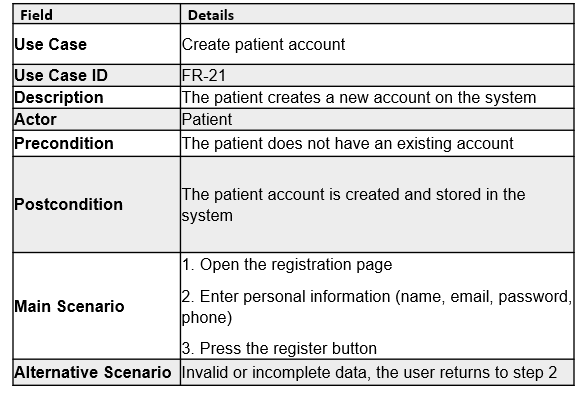 Field Details
Use Case Create patient account
Use Case ID FR-21
Description The patient creates a new account on the system
Actor Patient
Precondition The patient does not have an existing account
Postcondition The patient account is created and stored in the
system
Main Scenario
1. Open the registration page
2. Enter personal information (name, email, password,
phone)
3. Press the register button
Alternative Scenario Invalid or incomplete data, the user returns to step 2